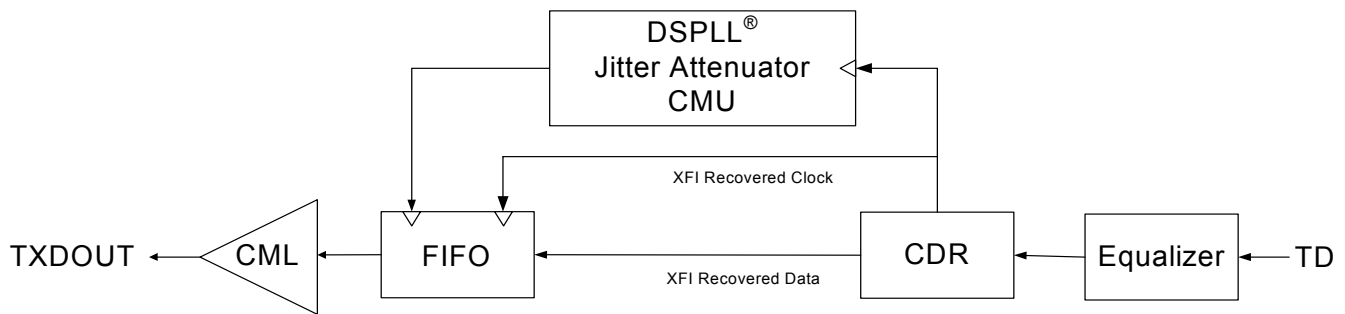 DSPLL®
Jitter Attenuator
CMU
XFI Recovered Clock
TXDOUT
CML
FIFO
XFI Recovered Data
CDR
Equalizer
TD